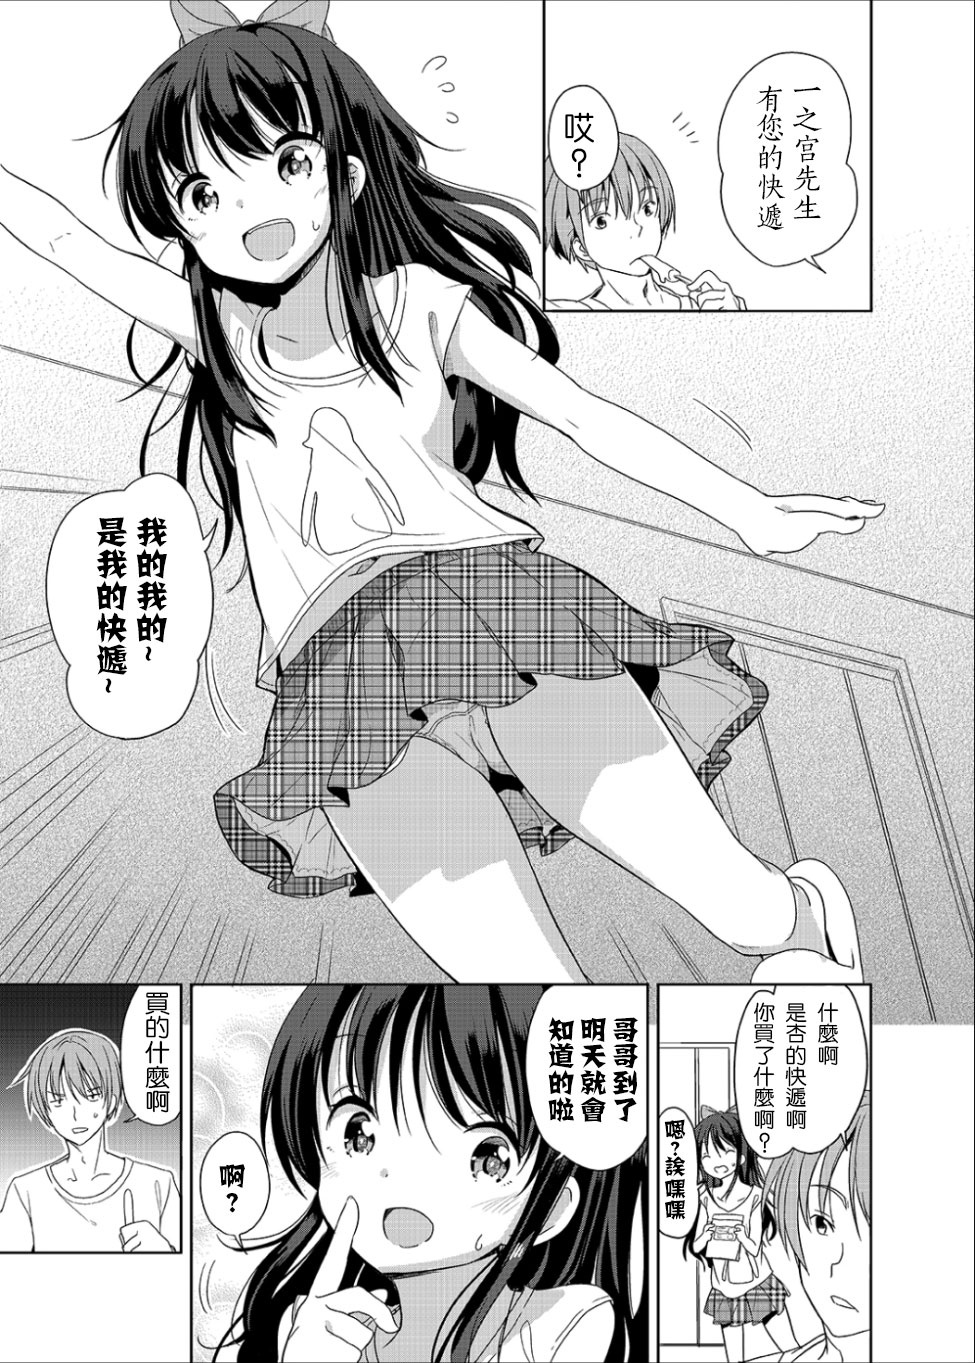 一之宮先生
有您的快遞
哎？
我的我的~
是我的快遞~
什麼啊
是杏的快遞啊
你買了什麼啊？
嗯？誒嘿嘿
哥哥到了
明天就會
知道的啦
啊？
買的什麼啊